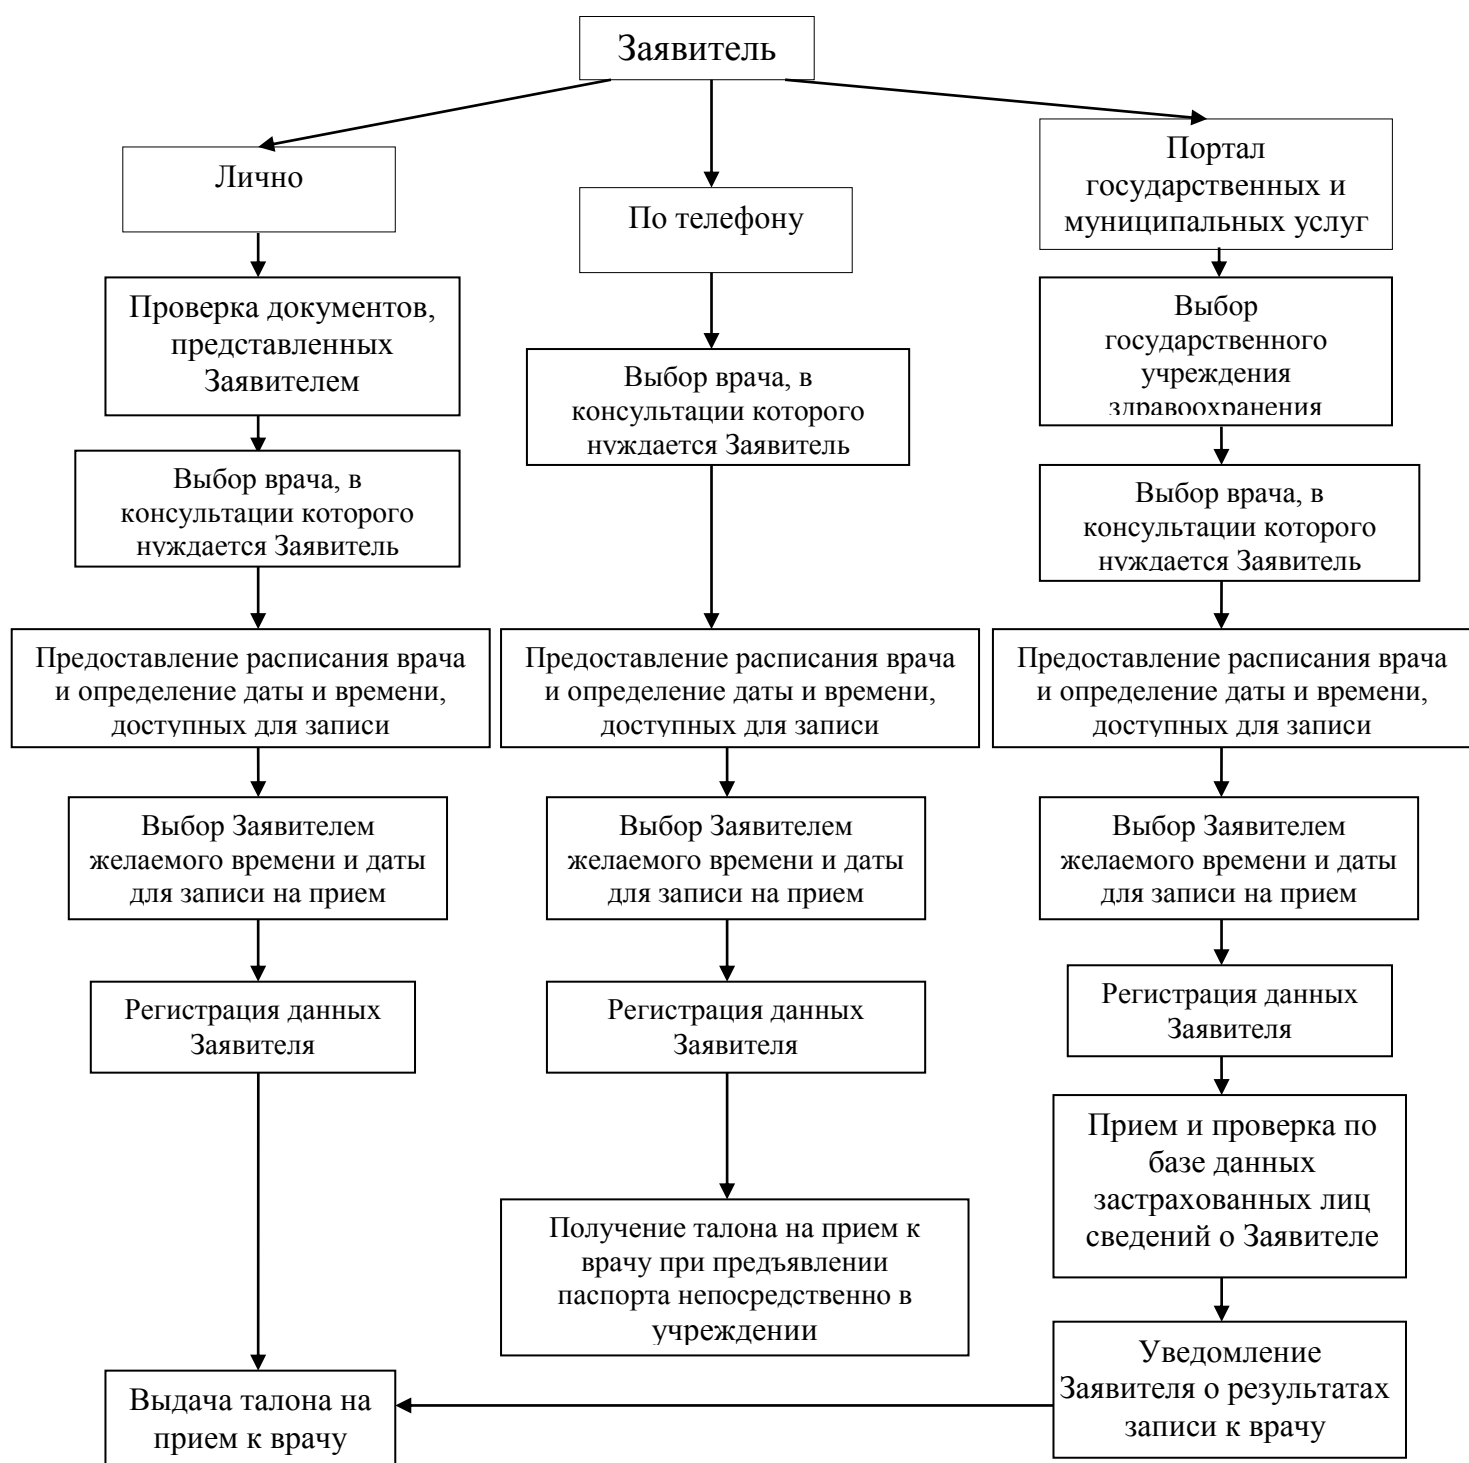 Заявитель
Лично
По телефону
Портал
государственных и
муниципальных услуг
Проверка документов,
представленных
Заявителем
Выбор врача, в
консультации которого
нуждается Заявитель
Выбор
государственного
учреждения
здравоохранения
Выбор врача, в
консультации которого
нуждается Заявитель
Выбор врача, в
консультации которого
нуждается Заявитель
Предоставление расписания врача
и определение даты и времени,
доступных для записи
Предоставление расписания врача
и определение даты и времени,
доступных для записи
Предоставление расписания врача
и определение даты и времени,
доступных для записи
Выбор Заявителем
желаемого времени и даты
для записи на прием
Выбор Заявителем
желаемого времени и даты
для записи на прием
Выбор Заявителем
желаемого времени и даты
для записи на прием
Регистрация данных
Заявителя
Регистрация данных
Заявителя
Регистрация данных
Заявителя
Прием и проверка по
базе данных
застрахованных лиц
сведений о Заявителе
Получение талона на прием к
врачу при предъявлении
паспорта непосредственно в
учреждении
Уведомление
Заявителя о результатах
записи к врачу
Выдача талона на
прием к врачу